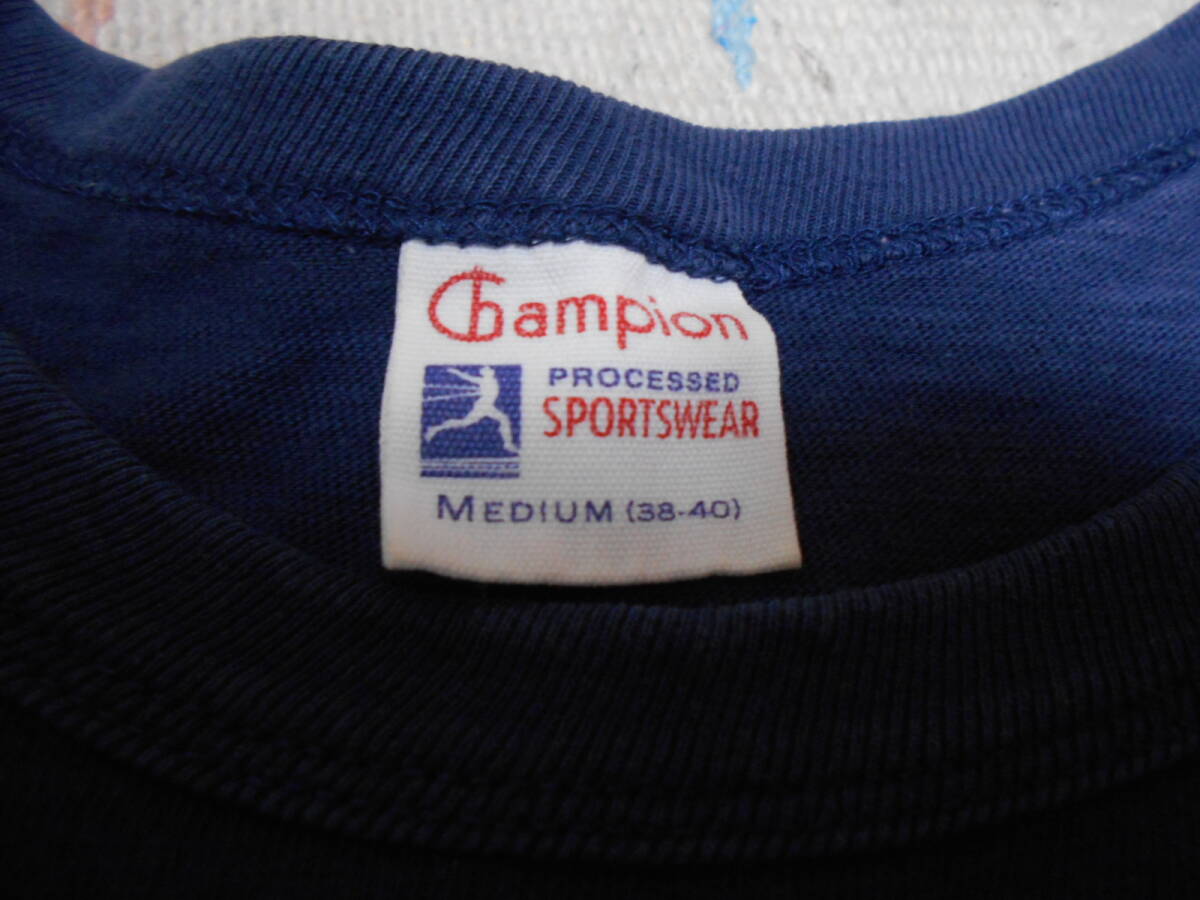 Champion
PROCESSED
SPORTSWEAR
MEDIUM (38-40)